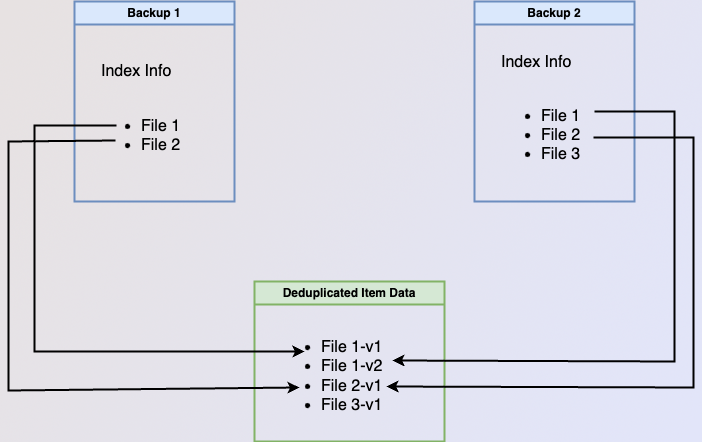 Backup 1
Index Info
• File 1
• File 2
Backup 2
Index Info
• File 1
• File 2
• File 3
Deduplicated Item Data
• File 1-v1
• File 1-v2
• File 2-v1
• File 3-v1